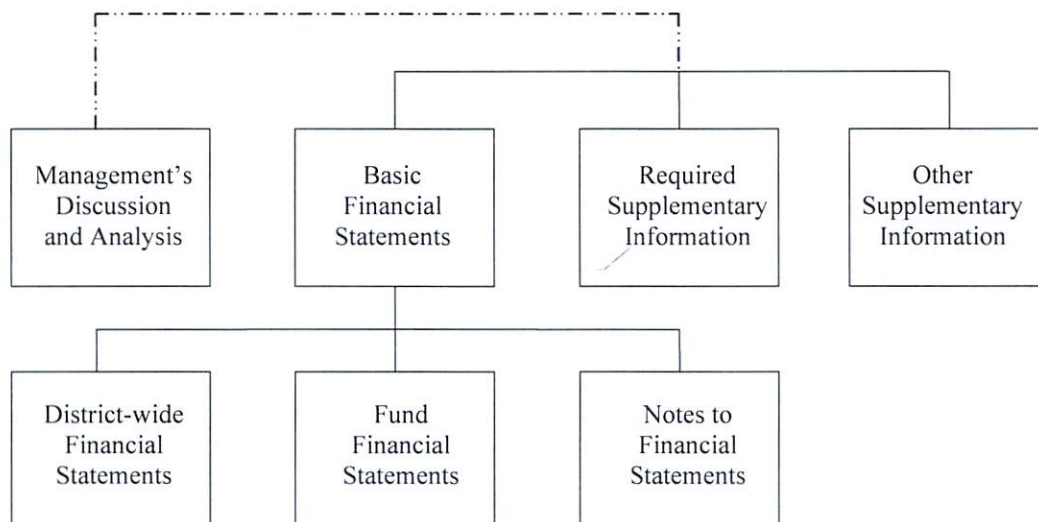 Management's
Discussion
and Analysis
Basic
Financial
Statements
Required
Supplementary
Information
Other
Supplementary
Information
District-wide
Financial
Statements
Fund
Financial
Statements
Notes to
Financial
Statements